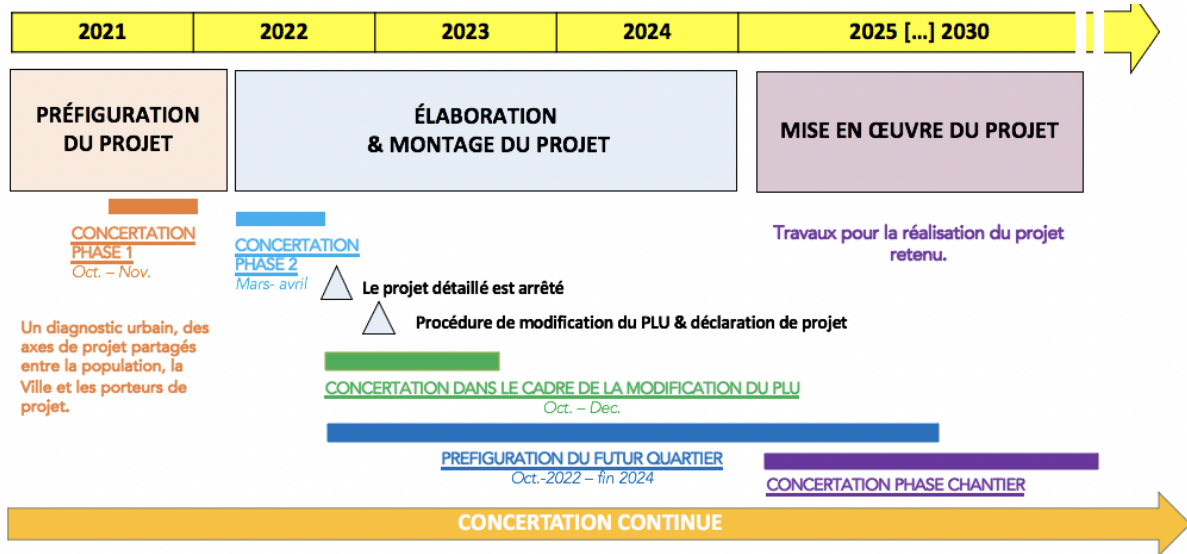 2021
2022
2023
2024
2025 [...] 2030
PRÉFIGURATION
DU PROJET
ÉLABORATION
& MONTAGE DU PROJET
MISE EN ŒUVRE DU PROJET
CONCERTATION
PHASE 1
Oct. – Nov.
Un diagnostic urbain, des
axes de projet partagés
entre la population, la
Ville et les porteurs de
projet.
CONCERTATION
PHASE 2
Mars- avril
Le projet détaillé est arrêté
Procédure de modification du PLU & déclaration de projet
CONCERTATION DANS LE CADRE DE LA MODIFICATION DU PLU
Oct. – Dec.
PREFIGURATION DU FUTUR QUARTIER
Oct.-2022 – fin 2024
Travaux pour la réalisation du projet
retenu.
CONCERTATION PHASE CHANTIER
CONCERTATION CONTINUE